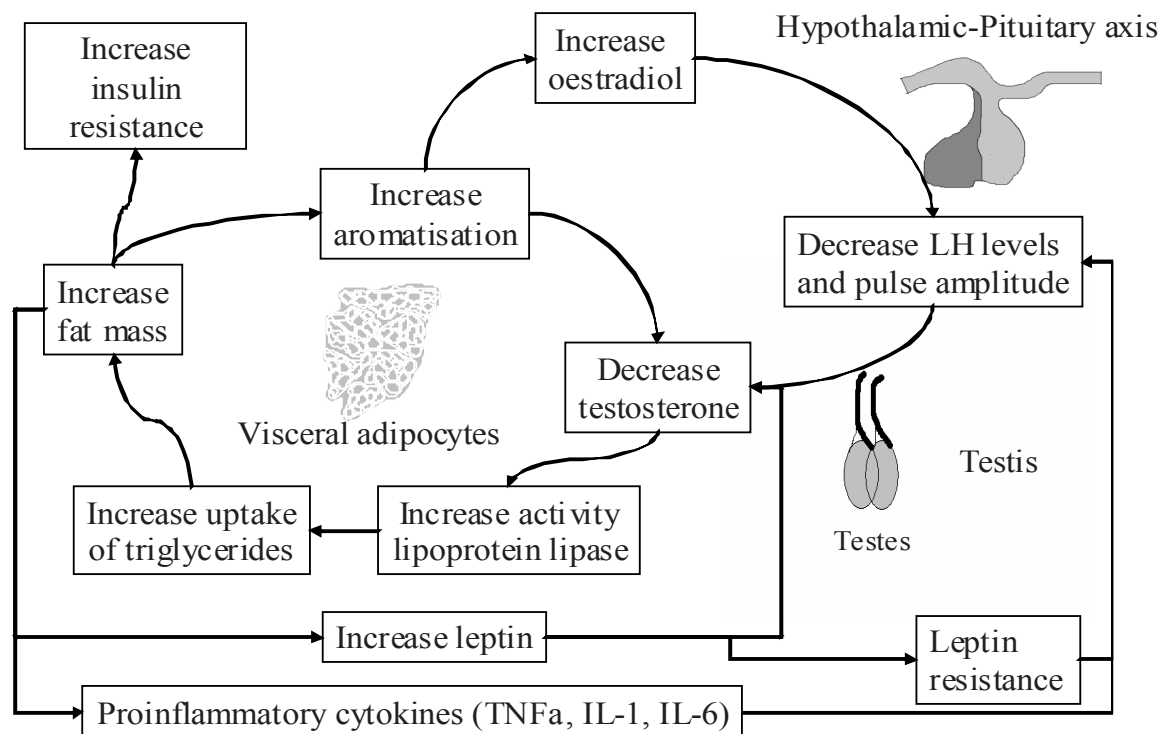 Increase
insulin
resistance
Increase
oestradiol
Hypothalamic-Pituitary axis
Increase
aromatisation
Decrease LH levels
and pulse amplitude
Increase
fat mass
Decrease
testosterone
Visceral adipocytes
Testis
Increase uptake
of triglycerides
Increase activity
lipoprotein lipase
Testes
Increase leptin
Leptin
resistance
Proinflammatory cytokines (TNFa, IL-1, IL-6)